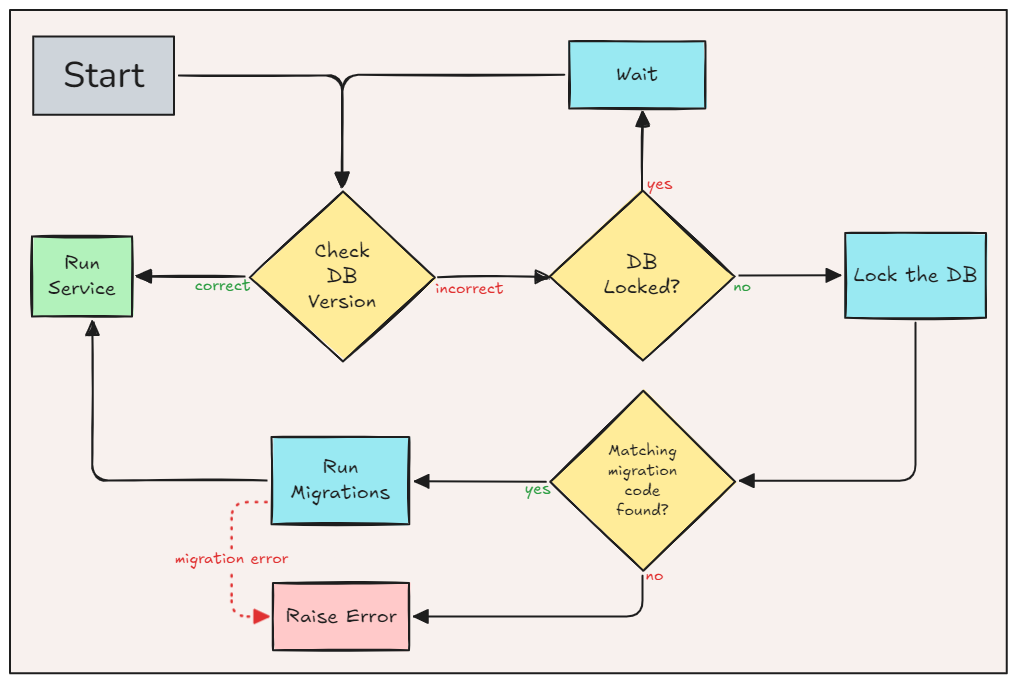 Start
Wait
yes
Check
DB
Version
DB
Locked?
Run
Service
Lock the DB
correct
incorrect
no
Matching
migration
code
found?
Run
Migrations
yes
migration error
no
Raise Error